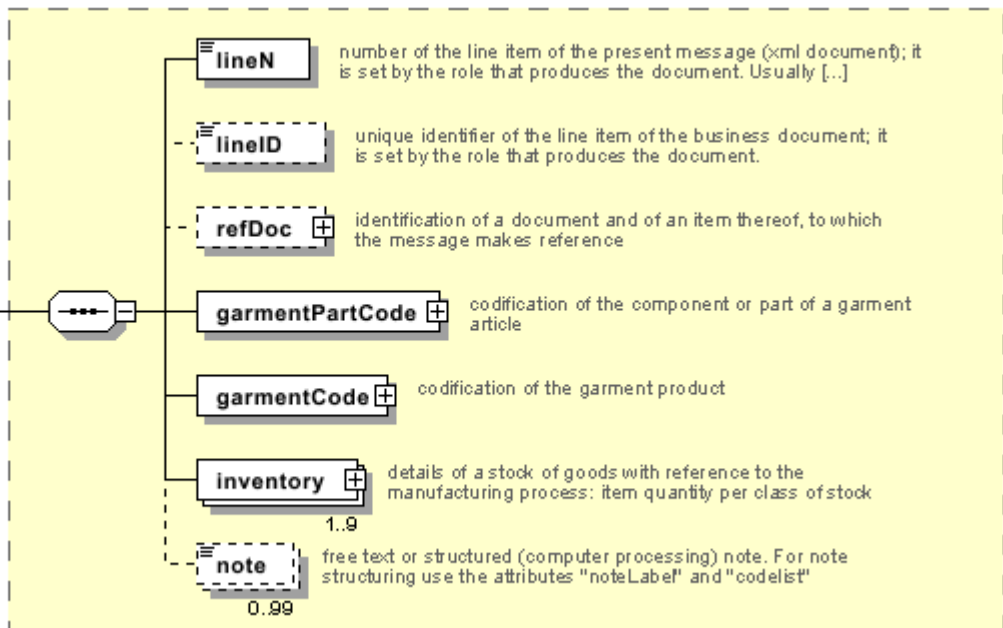 lineN
number of the line item of the present message (xml document); it
is set by the role that produces the document. Usually [...]
lineID
unique identifier of the line item of the business document; it
is set by the role that produces the document.
refDoc
identification of a document and of an item thereof, to which
the message makes reference
garmentPartCode
codification of the component or part of a garment
article
garmentCode
codification of the garment product
inventory
details of a stock of goods with reference to the
manufacturing process: item quantity per class of stock
1..9
note
free text or structured (computer processing) note. For note
structuring use the attributes "noteLabel" and "codelist"
0..99